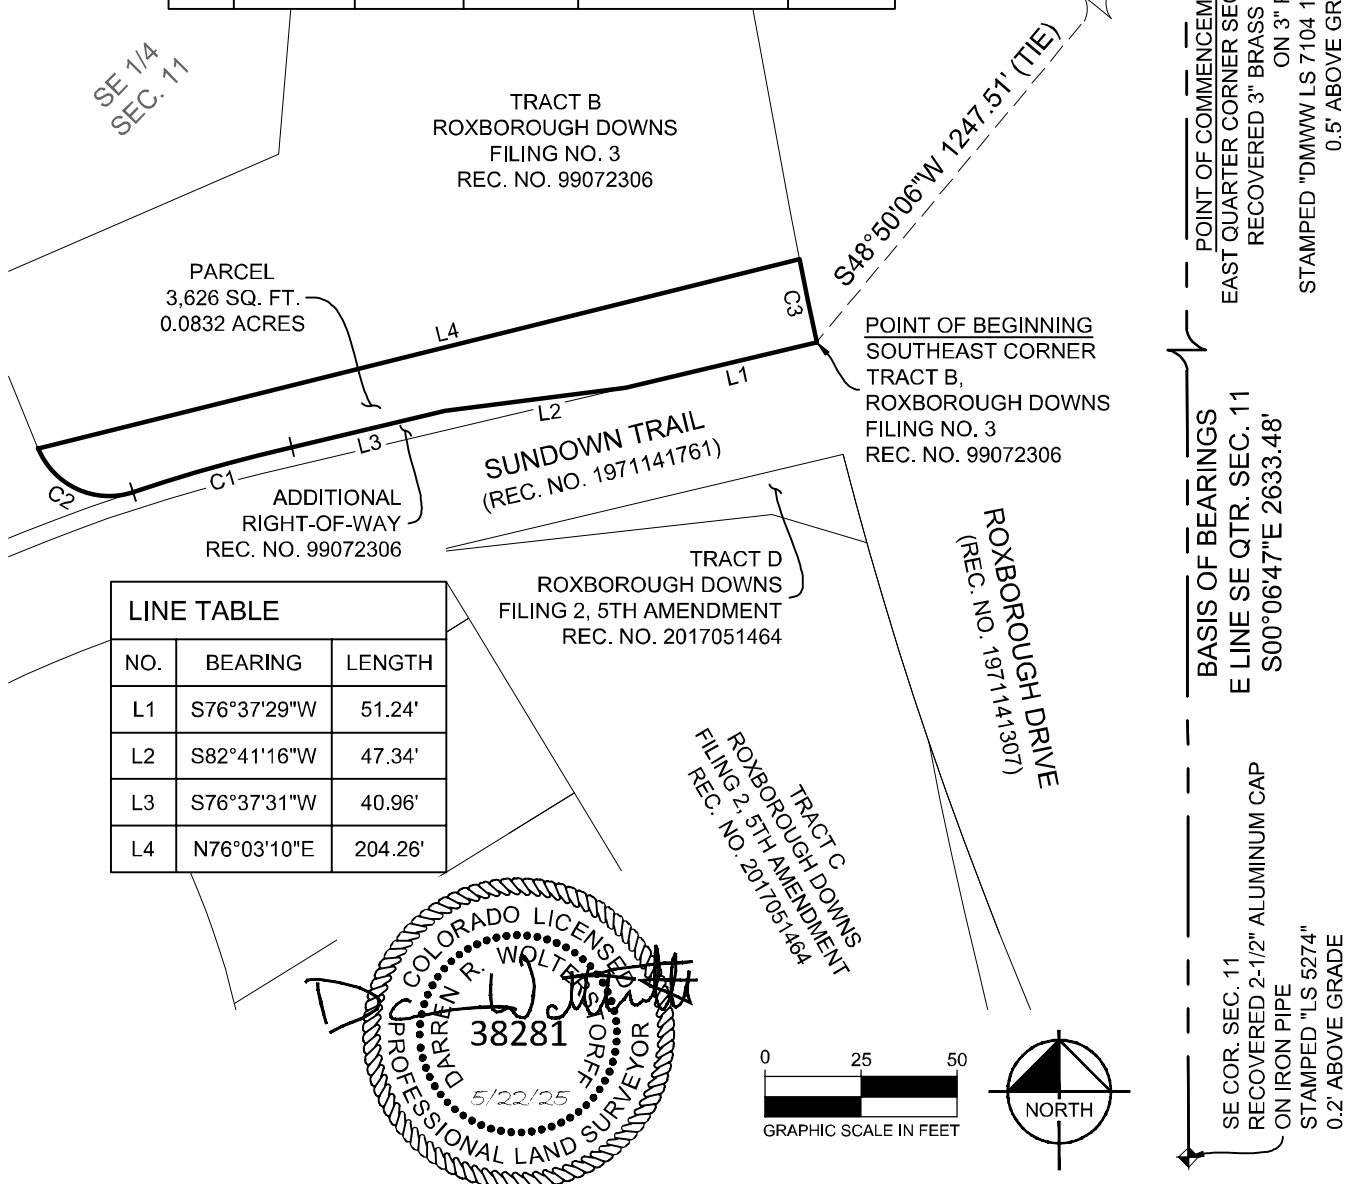 SE 1/4
SEC. 11
TRACT B
ROXBOROUGH DOWNS
FILING NO. 3
REC. NO. 99072306
S48°50'06"W 1247.51' (TIE)
POINT OF
EAST QUARTER CORNER
RECOVERED 3" BRASS
ON 3"
STAMPED "DMWW LS 7104
0.5' ABOVE
PARCEL
3,626 SQ. FT.
0.0832 ACRES
L4
C3
L1
L2
L3
C1
C2
POINT OF BEGINNING
SOUTHEAST CORNER
TRACT B,
ROXBOROUGH DOWNS
FILING NO. 3
REC. NO. 99072306
SUNDOWN TRAIL
(REC. NO. 1971141761)
ADDITIONAL
RIGHT-OF-WAY
REC. NO. 99072306
TRACT D
ROXBOROUGH DOWNS
FILING 2, 5TH AMENDMENT
REC. NO. 2017051464
ROXBOROUGH DRIVE
(REC. NO. 1971141307)
BASIS OF BEARINGS
E LINE SE QTR. SEC. 11
S00°06'47"E 2633.48'
LINE TABLE
NO. BEARING LENGTH
L1 S76°37'29"W 51.24'
L2 S82°41'16"W 47.34'
L3 S76°37'31"W 40.96'
L4 N76°03'10"E 204.26'
TRACT C
ROXBOROUGH DOWNS
FILING 2, 5TH AMENDMENT
REC. NO. 2017051464
COLORADO LICENSED
PROFESSIONAL LAND SURVEYOR
DARREN R. WOLTERSTORFF
38281
5/22/25
0 25 50
GRAPHIC SCALE IN FEET
NORTH
SE COR. SEC. 11
RECOVERED 2-1/2" ALUMINUM CAP
ON IRON PIPE
STAMPED "LS 5274"
0.2' ABOVE GRADE